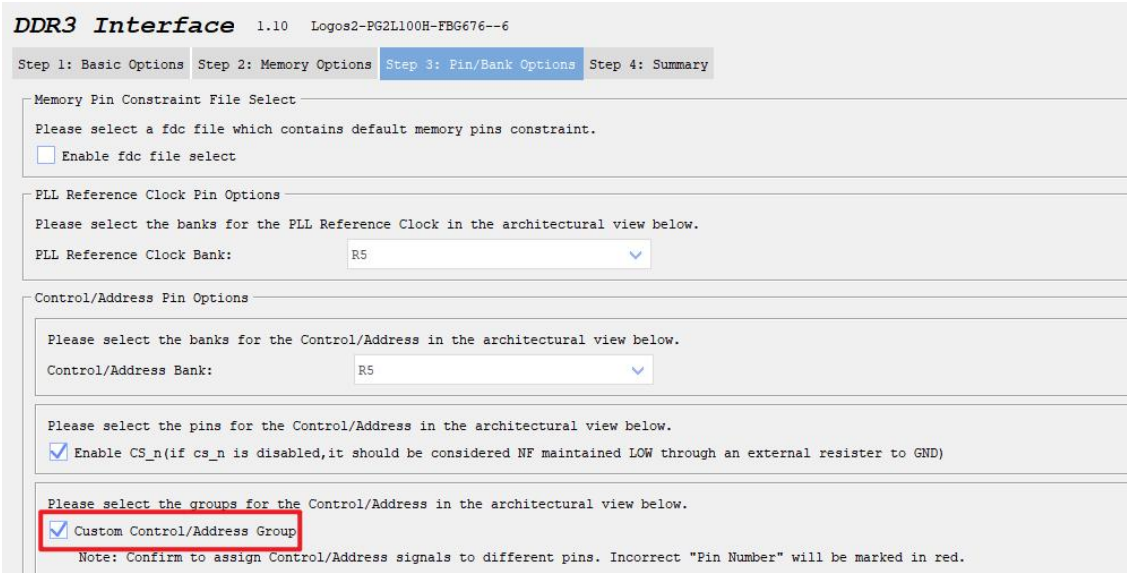 DDR3 Interface 1.10 Logos2-PG2L100H-FBG676--6
Step 1: Basic Options Step 2: Memory Options Step 3: Pin/Bank Options Step 4: Summary
Memory Pin Constraint File Select
Please select a fdc file which contains default memory pins constraint.
Enable fdc file select
PLL Reference Clock Pin Options
Please select the banks for the PLL Reference Clock in the architectural view below.
PLL Reference Clock Bank: R5
Control/Address Pin Options
Please select the banks for the Control/Address in the architectural view below.
Control/Address Bank: R5
Please select the pins for the Control/Address in the architectural view below.
Enable CS_n(if cs_n is disabled,it should be considered NF maintained LOW through an external resister to GND)
Please select the groups for the Control/Address in the architectural view below.
Custom Control/Address Group
Note: Confirm to assign Control/Address signals to different pins. Incorrect "Pin Number" will be marked in red.